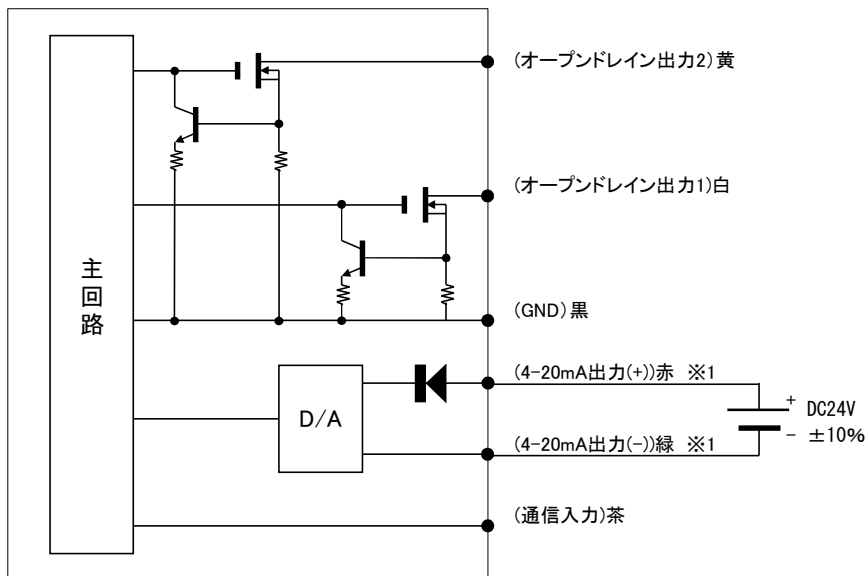 (オープンドレイン出力2)黄
(オープンドレイン出力1)白
主回路
(GND)黒
(4-20mA出力(+))赤 ※1
D/A
+ DC24V
- ±10%
(4-20mA出力(-))緑 ※1
(通信入力)茶